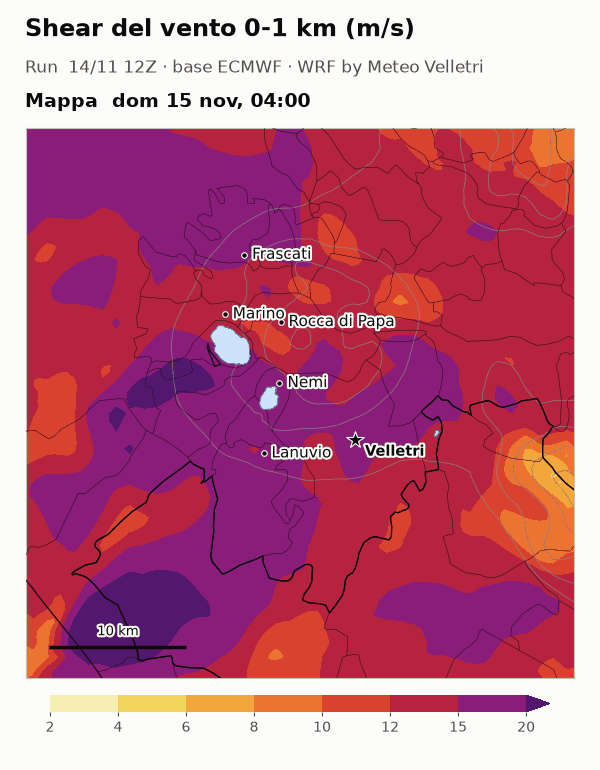 Shear del vento 0-1 km (m/s)
Run  14/11 12Z · base ECMWF · WRF by Meteo Velletri
Mappa  dom 15 nov, 04:00
Frascati
Marino
Rocca di Papa
Nemi
Velletri
Lanuvio
10 km
2 4 6 8 10 12 15 20